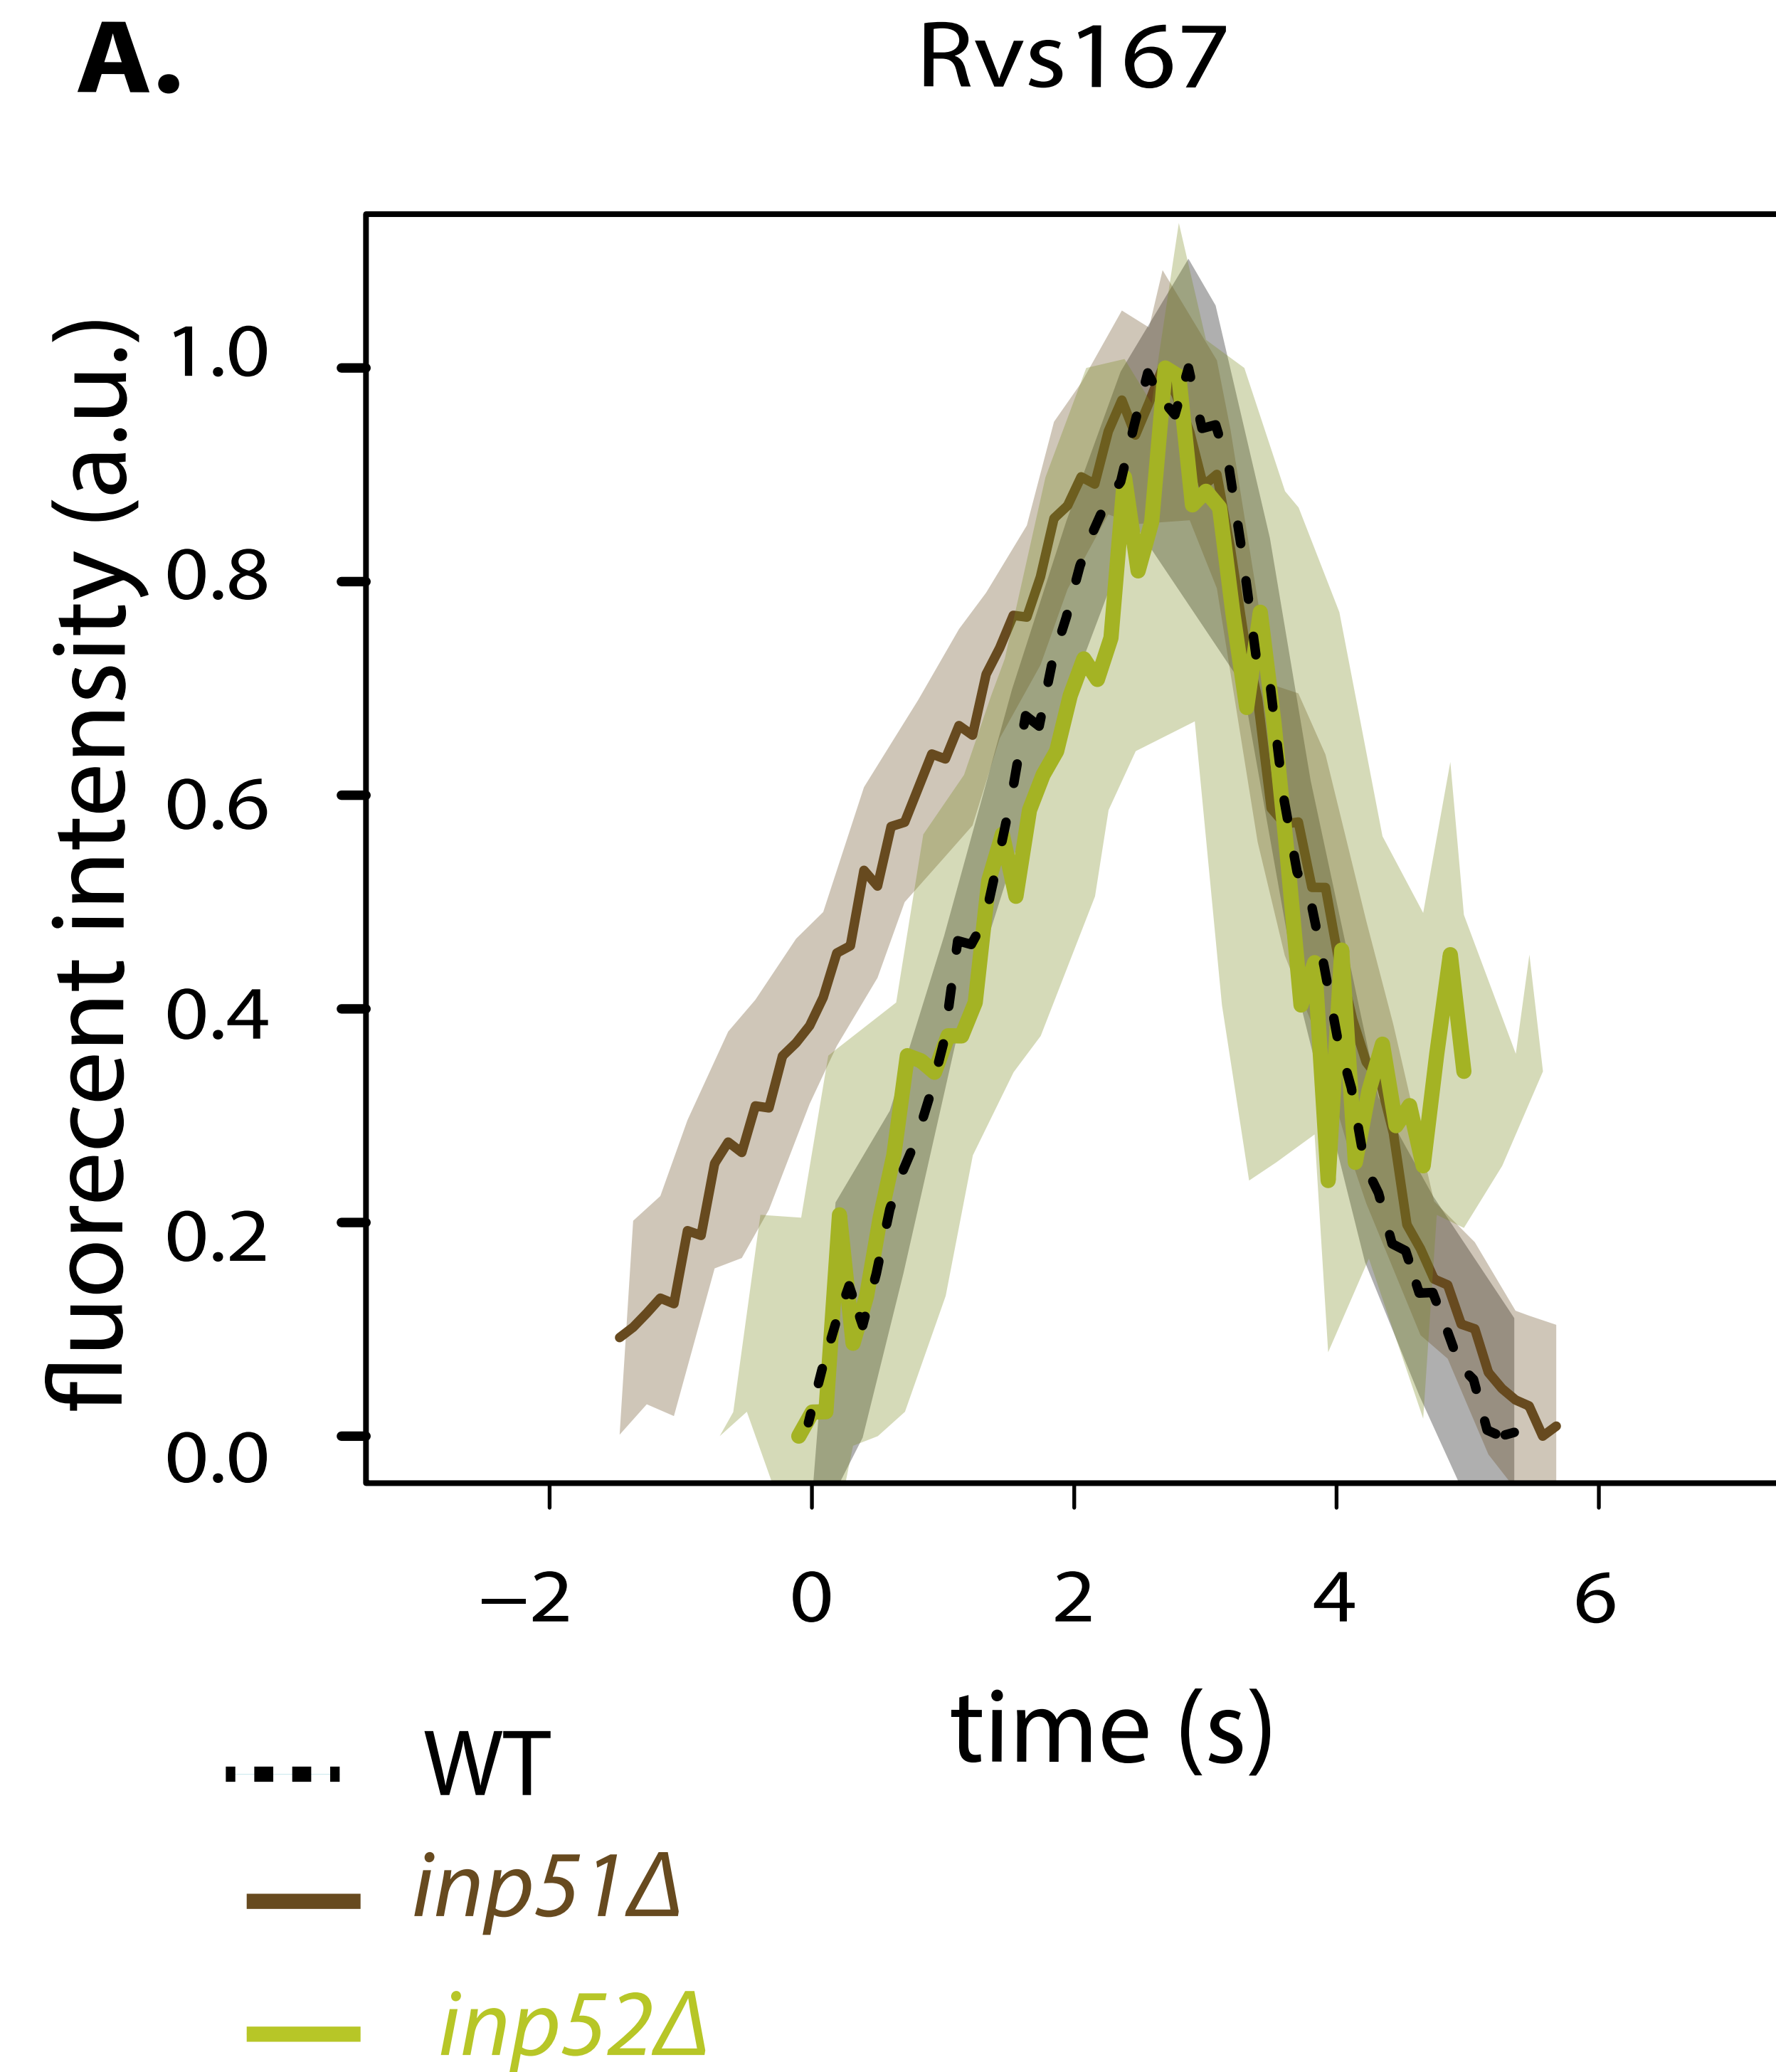 A.
Rvs167
fluorecent intensity (a.u.)
1.0
0.8
0.6
0.4
0.2
0.0
−2 0 2 4 6
time (s)
WT
inp51Δ
inp52Δ